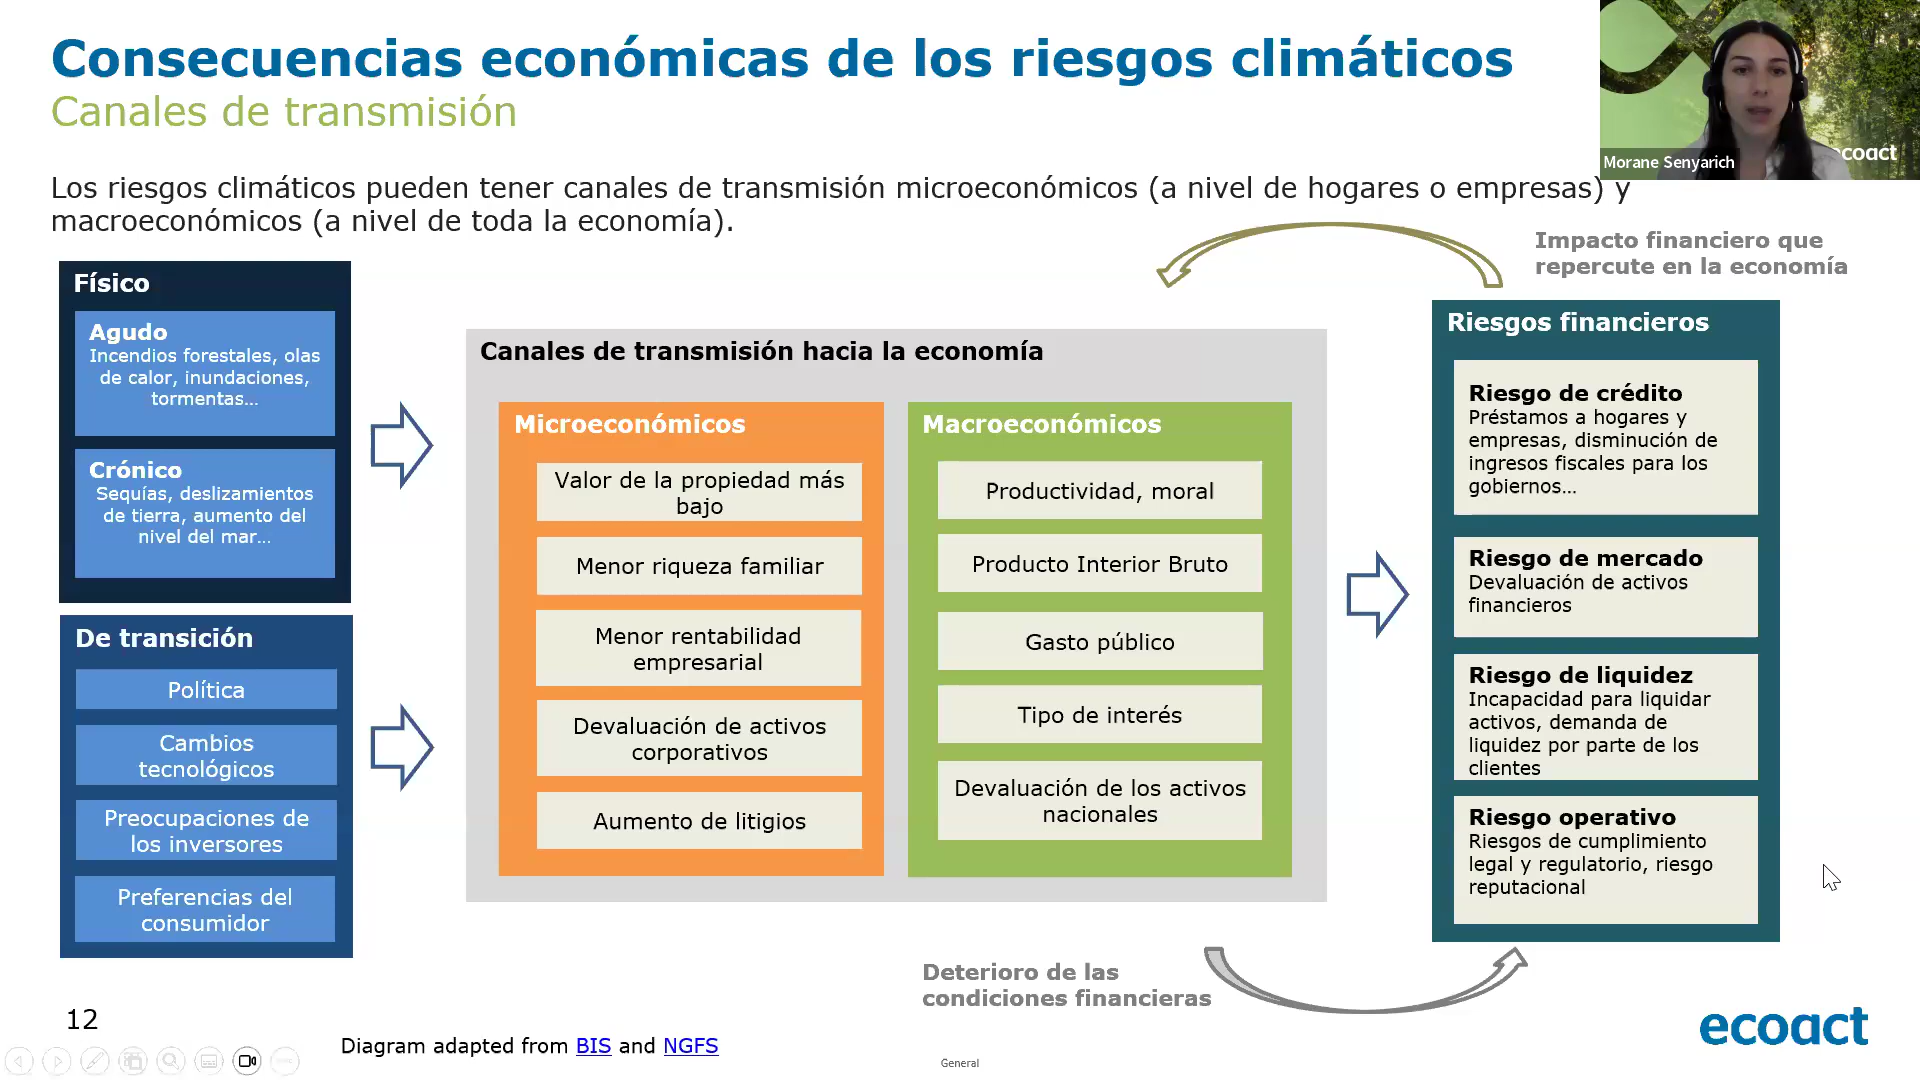 Consecuencias económicas de los riesgos climáticos
Canales de transmisión
Morane Senyarich
ecoact
Los riesgos climáticos pueden tener canales de transmisión microeconómicos (a nivel de hogares o empresas) y
macroeconómicos (a nivel de toda la economía).
Impacto financiero que
repercute en la economía
Físico
Agudo
Incendios forestales, olas
de calor, inundaciones,
tormentas...
Crónico
Sequías, deslizamientos
de tierra, aumento del
nivel del mar...
De transición
Política
Cambios
tecnológicos
Preocupaciones de
los inversores
Preferencias del
consumidor
Canales de transmisión hacia la economía
Microeconómicos
Valor de la propiedad más
bajo
Menor riqueza familiar
Menor rentabilidad
empresarial
Devaluación de activos
corporativos
Aumento de litigios
Macroeconómicos
Productividad, moral
Producto Interior Bruto
Gasto público
Tipo de interés
Devaluación de los activos
nacionales
Riesgos financieros
Riesgo de crédito
Préstamos a hogares y
empresas, disminución de
ingresos fiscales para los
gobiernos...
Riesgo de mercado
Devaluación de activos
financieros
Riesgo de liquidez
Incapacidad para liquidar
activos, demanda de
liquidez por parte de los
clientes
Riesgo operativo
Riesgos de cumplimiento
legal y regulatorio, riesgo
reputacional
Deterioro de las
condiciones financieras
12
Diagram adapted from BIS and NGFS
General
ecoact